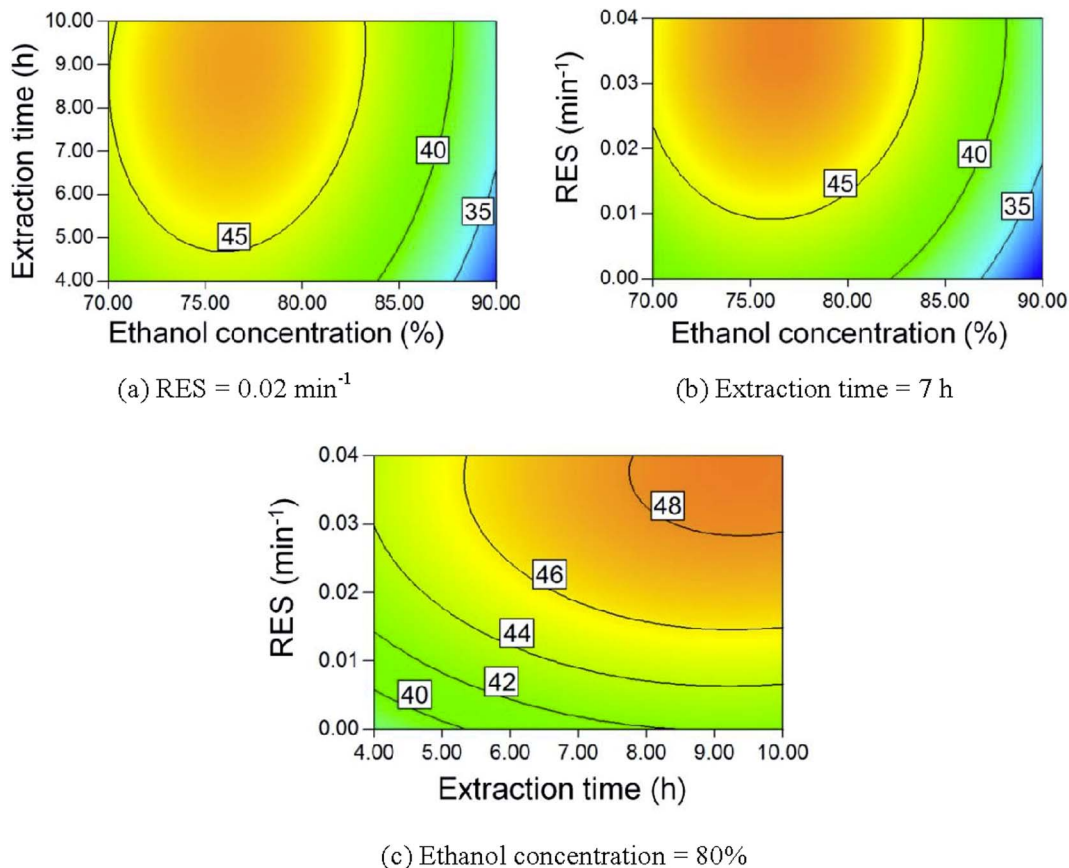 10.00
9.00
8.00
7.00
6.00
5.00
4.00
Extraction time (h)
45
40
35
70.00 75.00 80.00 85.00 90.00
Ethanol concentration (%)
(a) RES = 0.02 min⁻¹
0.04
0.03
0.02
0.01
0.00
RES (min⁻¹)
45
40
35
70.00 75.00 80.00 85.00 90.00
Ethanol concentration (%)
(b) Extraction time = 7 h
0.04
0.03
0.02
0.01
0.00
RES (min⁻¹)
48
46
44
42
40
4.00 5.00 6.00 7.00 8.00 9.00 10.00
Extraction time (h)
(c) Ethanol concentration = 80%